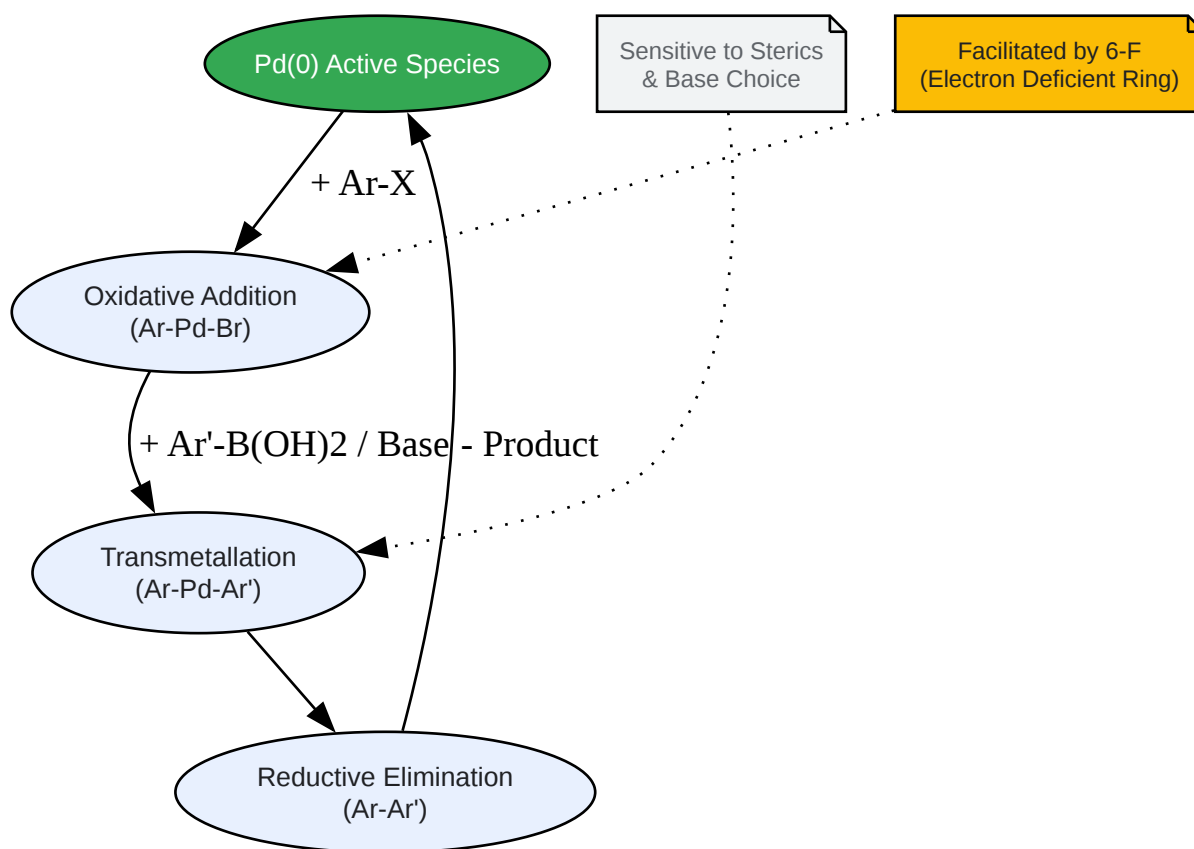 Pd(0) Active Species
Sensitive to Sterics
& Base Choice
Facilitated by 6-F
(Electron Deficient Ring)
+ Ar-X
Oxidative Addition
(Ar-Pd-Br)
+ Ar'-B(OH)2 / Base
- Product
Transmetallation
(Ar-Pd-Ar')
Reductive Elimination
(Ar-Ar')